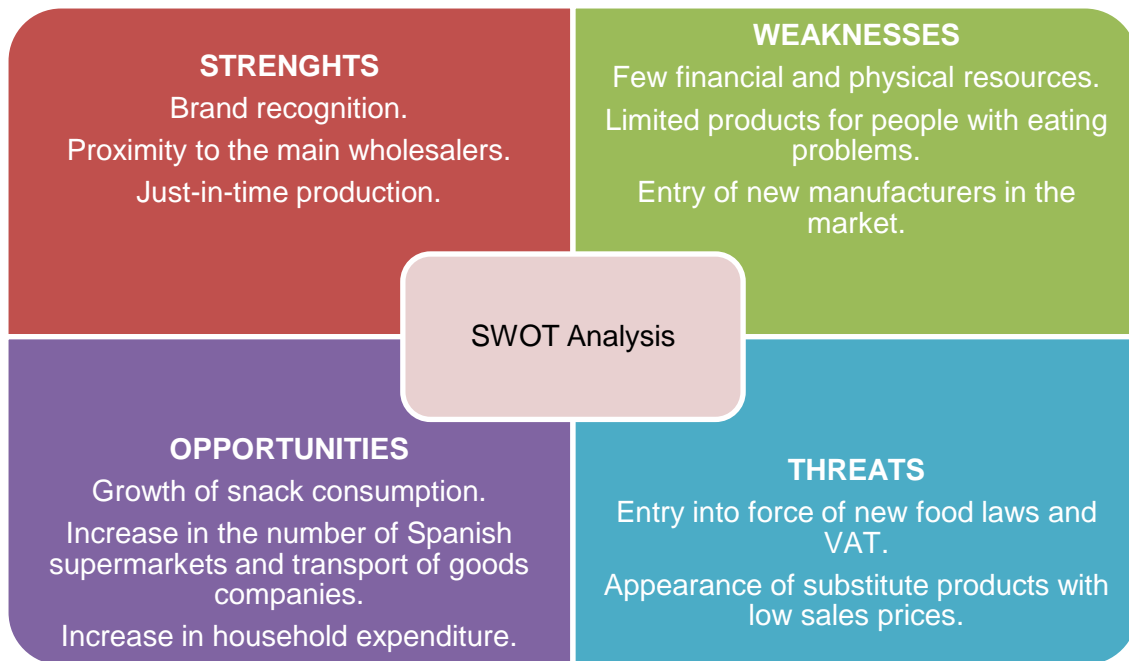 STRENGHTS
Brand recognition.
Proximity to the main wholesalers.
Just-in-time production.
WEAKNESSES
Few financial and physical resources.
Limited products for people with eating
problems.
Entry of new manufacturers in the
market.
SWOT Analysis
OPPORTUNITIES
Growth of snack consumption.
Increase in the number of Spanish
supermarkets and transport of goods
companies.
Increase in household expenditure.
THREATS
Entry into force of new food laws and
VAT.
Appearance of substitute products with
low sales prices.